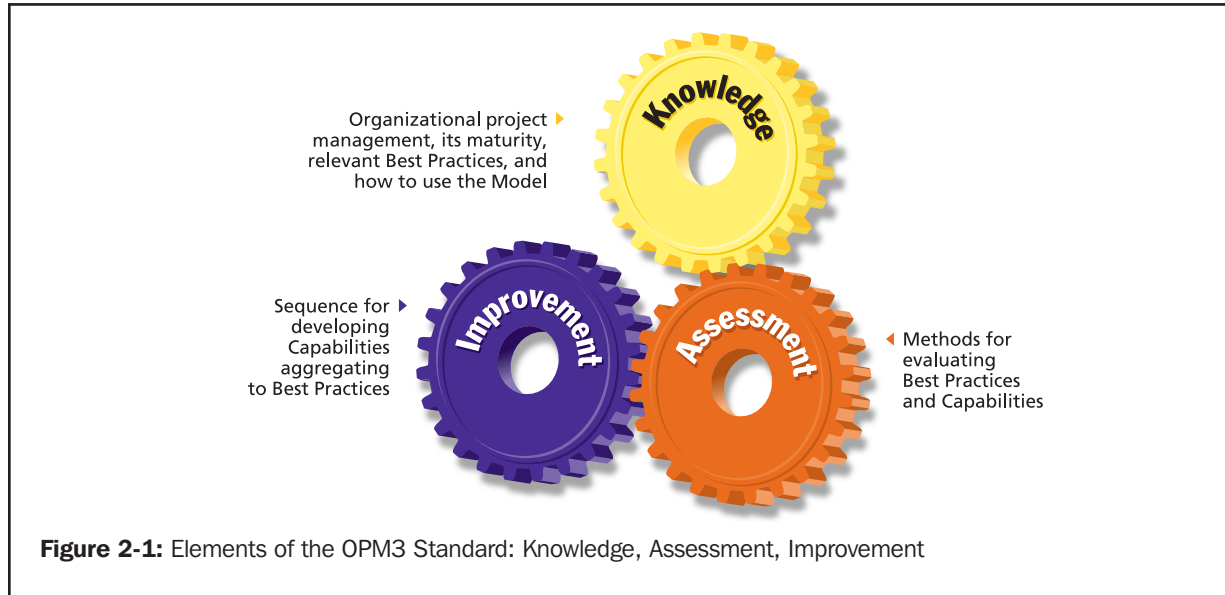 Knowledge
Organizational project
management, its maturity,
relevant Best Practices, and
how to use the Model
Improvement
Sequence for
developing
Capabilities
aggregating
to Best Practices
Assessment
Methods for
evaluating
Best Practices
and Capabilities
Figure 2-1: Elements of the OPM3 Standard: Knowledge, Assessment, Improvement